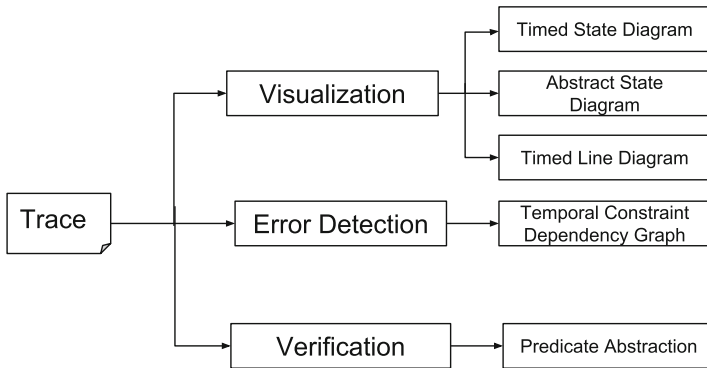 Timed State Diagram
Visualization
Abstract State
Diagram
Timed Line Diagram
Trace
Error Detection
Temporal Constraint
Dependency Graph
Verification
Predicate Abstraction